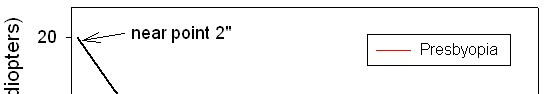 diopters)
20
near point 2"
Presbyopia